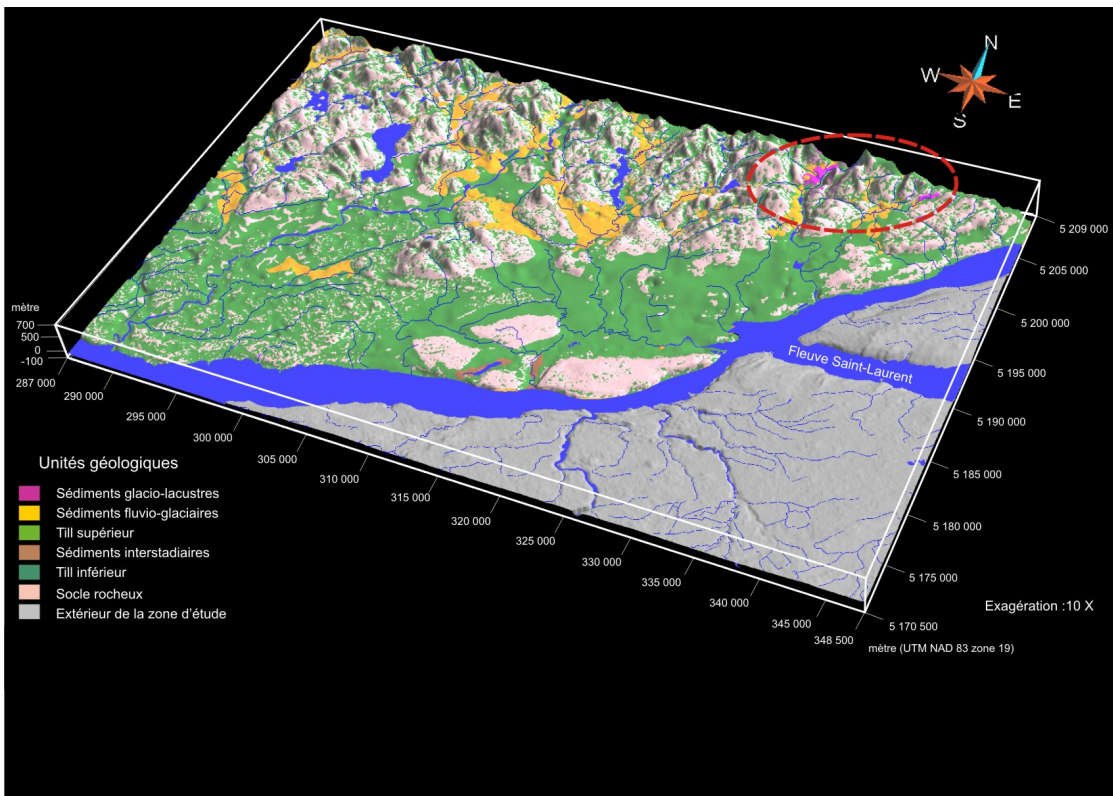 N
W
E
S
5 209 000
5 205 000
5 200 000
5 195 000
5 190 000
5 185 000
5 180 000
5 175 000
5 170 500
Fleuve Saint-Laurent
mètre
700
500
0
-100
287 000
290 000
295 000
300 000
305 000
310 000
315 000
320 000
325 000
330 000
335 000
340 000
345 000
348 500
mètre (UTM NAD 83 zone 19)
Exagération :10 X
Unités géologiques
Sédiments glacio-lacustres
Sédiments fluvio-glaciaires
Till supérieur
Sédiments interstadiaires
Till inférieur
Socle rocheux
Extérieur de la zone d'étude